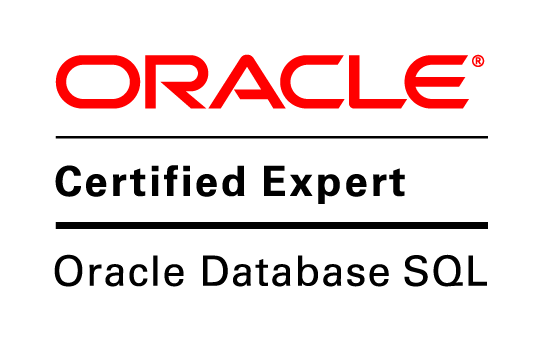 ORACLE®
Certified Expert
Oracle Database SQL